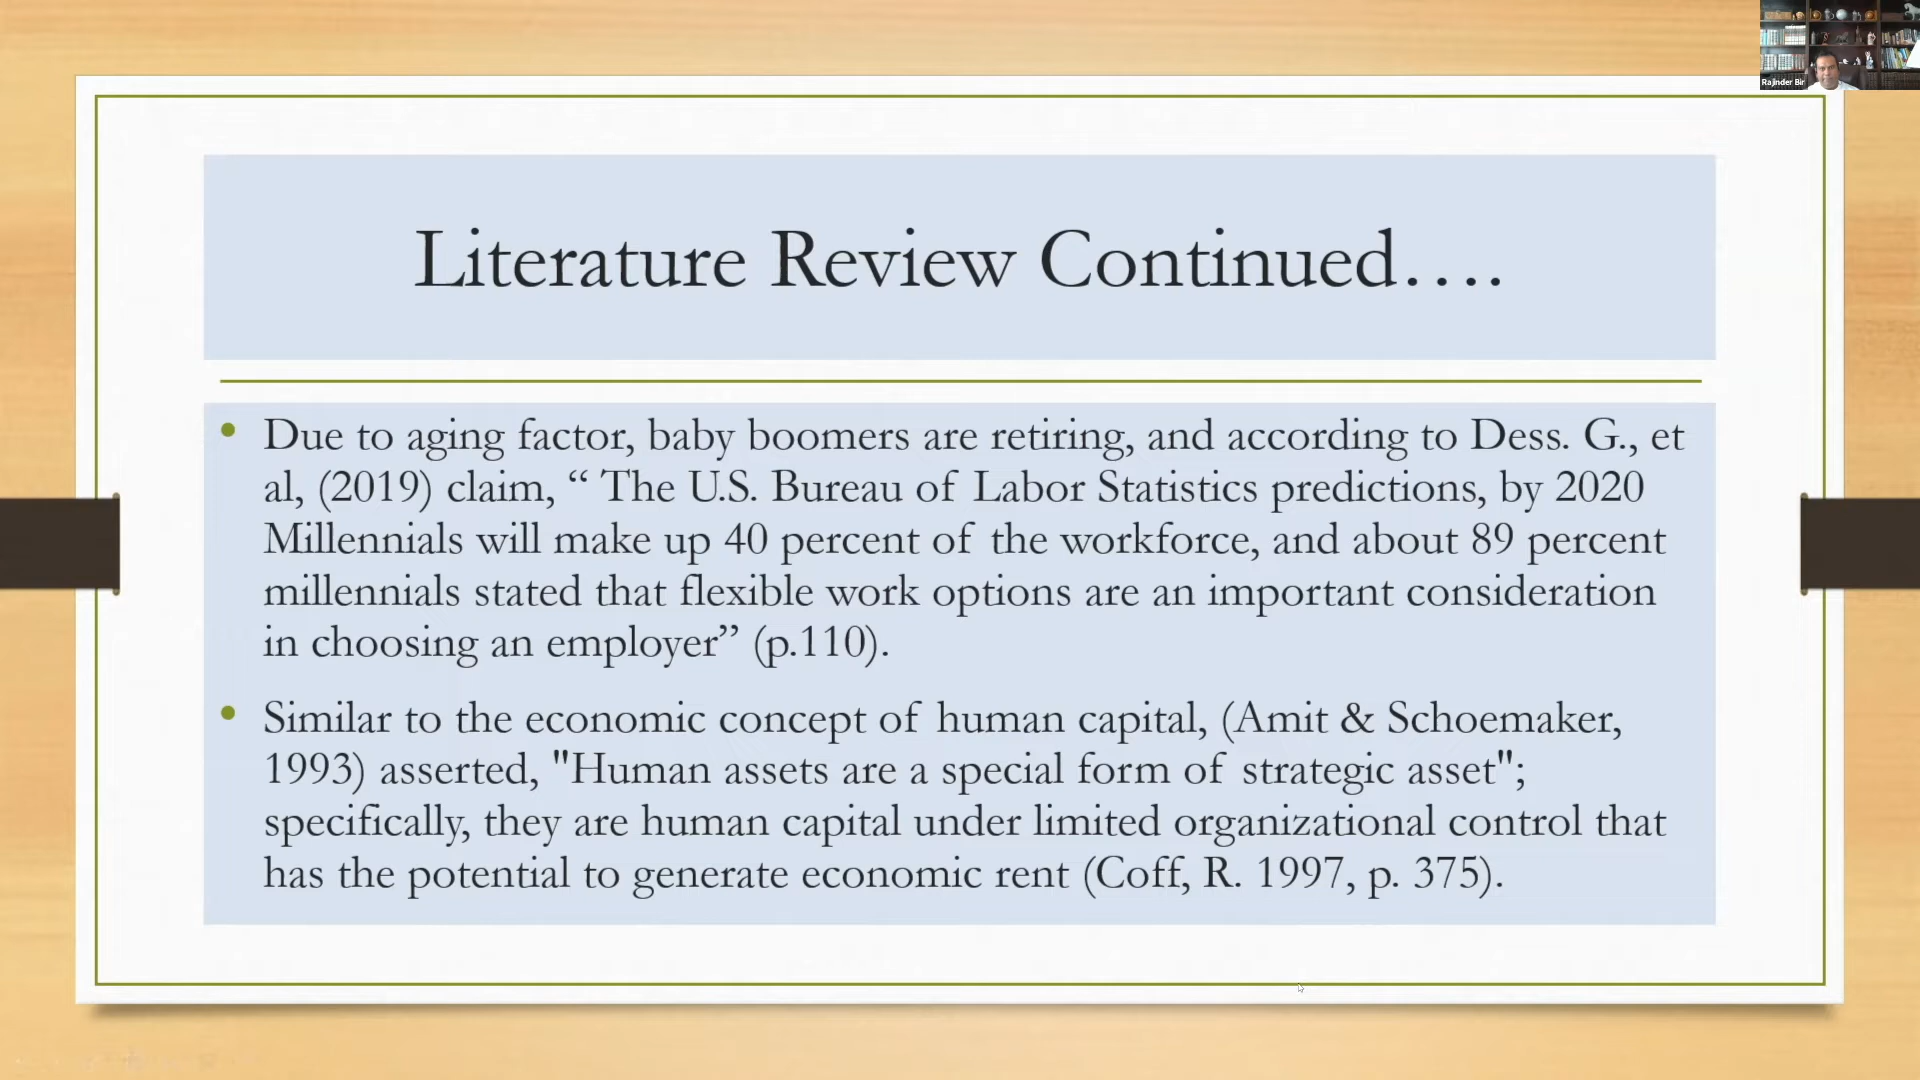 Rajinder Bir
Literature Review Continued….
• Due to aging factor, baby boomers are retiring, and according to Dess. G., et
al, (2019) claim, “ The U.S. Bureau of Labor Statistics predictions, by 2020
Millennials will make up 40 percent of the workforce, and about 89 percent
millennials stated that flexible work options are an important consideration
in choosing an employer” (p.110).
• Similar to the economic concept of human capital, (Amit & Schoemaker,
1993) asserted, "Human assets are a special form of strategic asset";
specifically, they are human capital under limited organizational control that
has the potential to generate economic rent (Coff, R. 1997, p. 375).